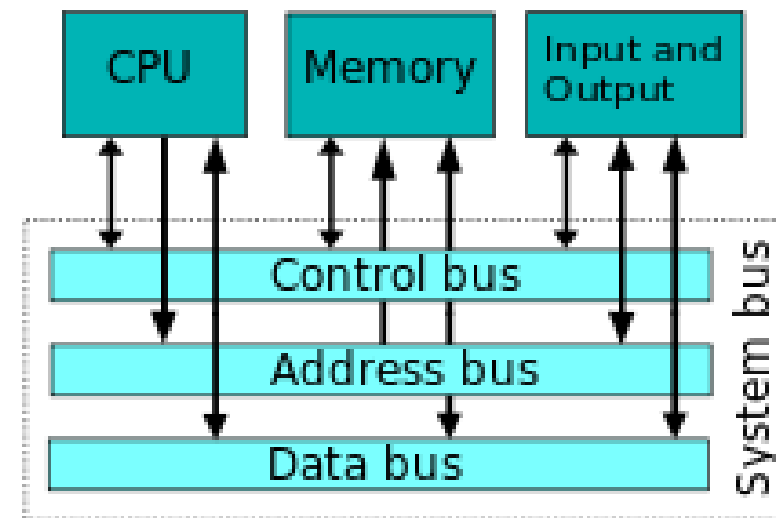 CPU
Memory
Input and
Output
Control bus
Address bus
Data bus
System bus